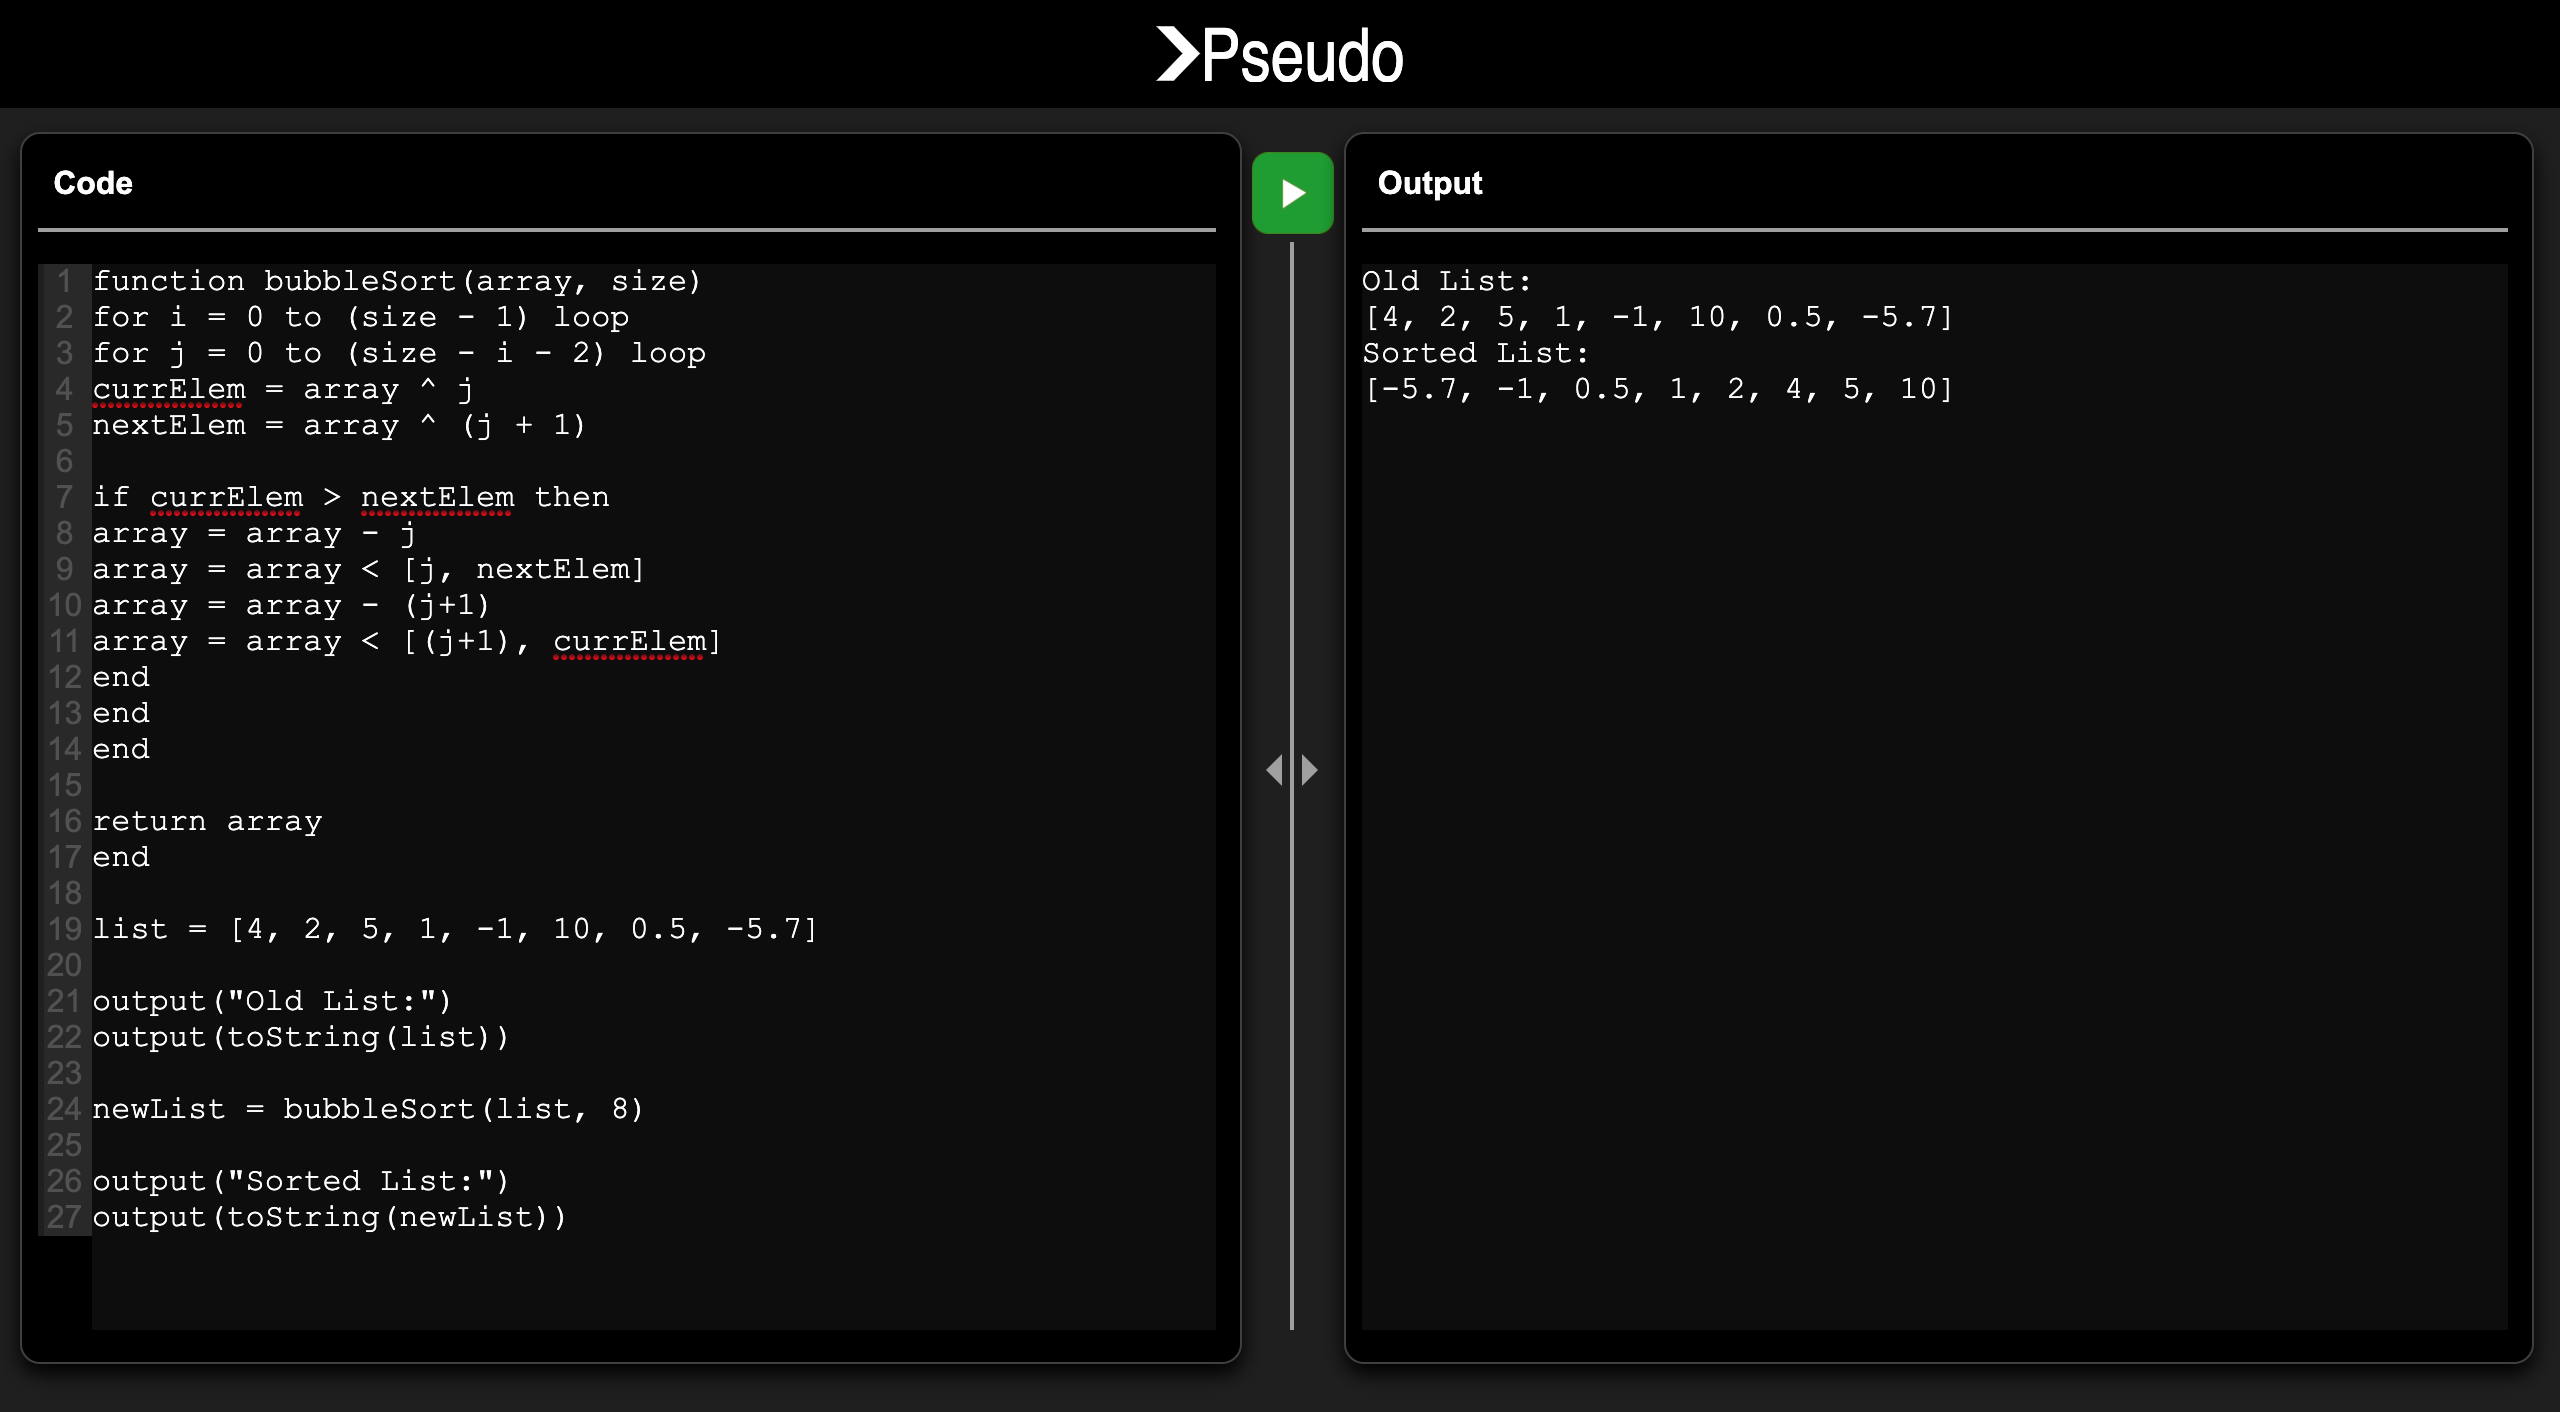 Pseudo
Code
1 function bubbleSort(array, size)
2 for i = 0 to (size - 1) loop
3 for j = 0 to (size - i - 2) loop
4 currElem = array ^ j
5 nextElem = array ^ (j + 1)
6
7 if currElem > nextElem then
8 array = array - j
9 array = array < [j, nextElem]
10 array = array - (j+1)
11 array = array < [(j+1), currElem]
12 end
13 end
14 end
15
16 return array
17 end
18
19 list = [4, 2, 5, 1, -1, 10, 0.5, -5.7]
20
21 output("Old List:")
22 output(toString(list))
23
24 newList = bubbleSort(list, 8)
25
26 output("Sorted List:")
27 output(toString(newList))
Output
Old List:
[4, 2, 5, 1, -1, 10, 0.5, -5.7]
Sorted List:
[-5.7, -1, 0.5, 1, 2, 4, 5, 10]